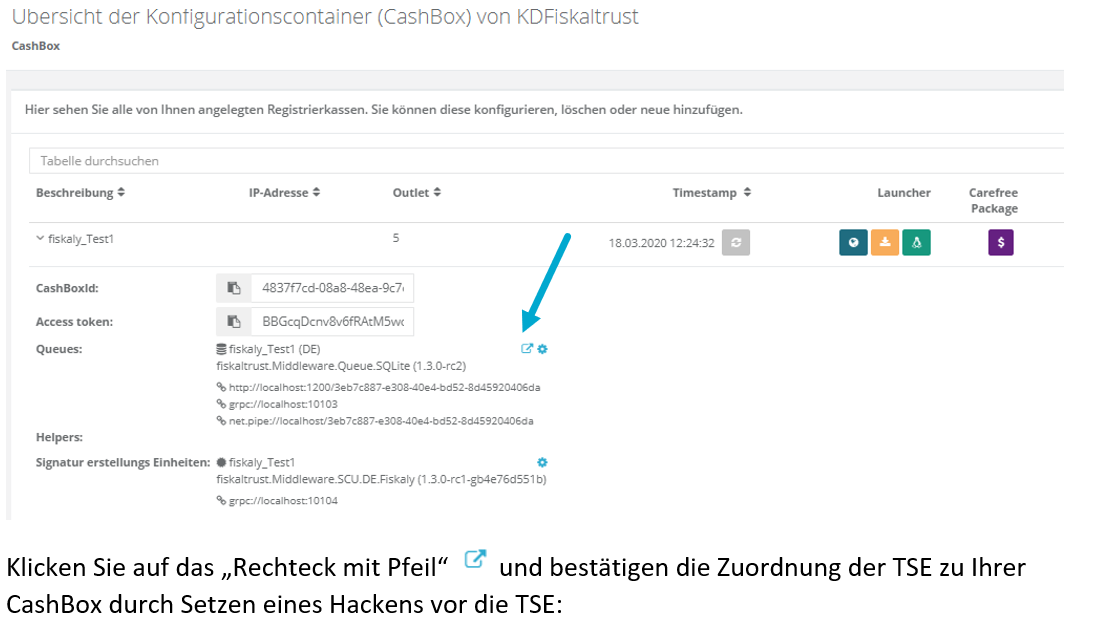 Übersicht der Konfigurationscontainer (CashBox) von KDFiskaltrust
CashBox
Hier sehen Sie alle von Ihnen angelegten Registrierkassen. Sie können diese konfigurieren, löschen oder neue hinzufügen.
Tabelle durchsuchen
Beschreibung IP-Adresse Outlet Timestamp Launcher Carefree
Package
fiskaly_Test1 5 18.03.2020 12:24:32 $
CashBoxId: 4837f7cd-08a8-48ea-9c7
Access token: BBGcqDcnv8v6fRAtM5w
Queues: fiskaly_Test1 (DE)
fiskaltrust.Middleware.Queue.SQLite (1.3.0-rc2)
http://localhost:1200/3eb7c887-e308-40e4-bd52-8d45920406da
grpc://localhost:10103
net.pipe://localhost/3eb7c887-e308-40e4-bd52-8d45920406da
Helpers:
Signatur erstellungs Einheiten: fiskaly_Test1
fiskaltrust.Middleware.SCU.DE.Fiskaly (1.3.0-rc1-gb4e76d551b)
grpc://localhost:10104
Klicken Sie auf das „Rechteck mit Pfeil“ und bestätigen die Zuordnung der TSE zu Ihrer
CashBox durch Setzen eines Hackens vor die TSE: